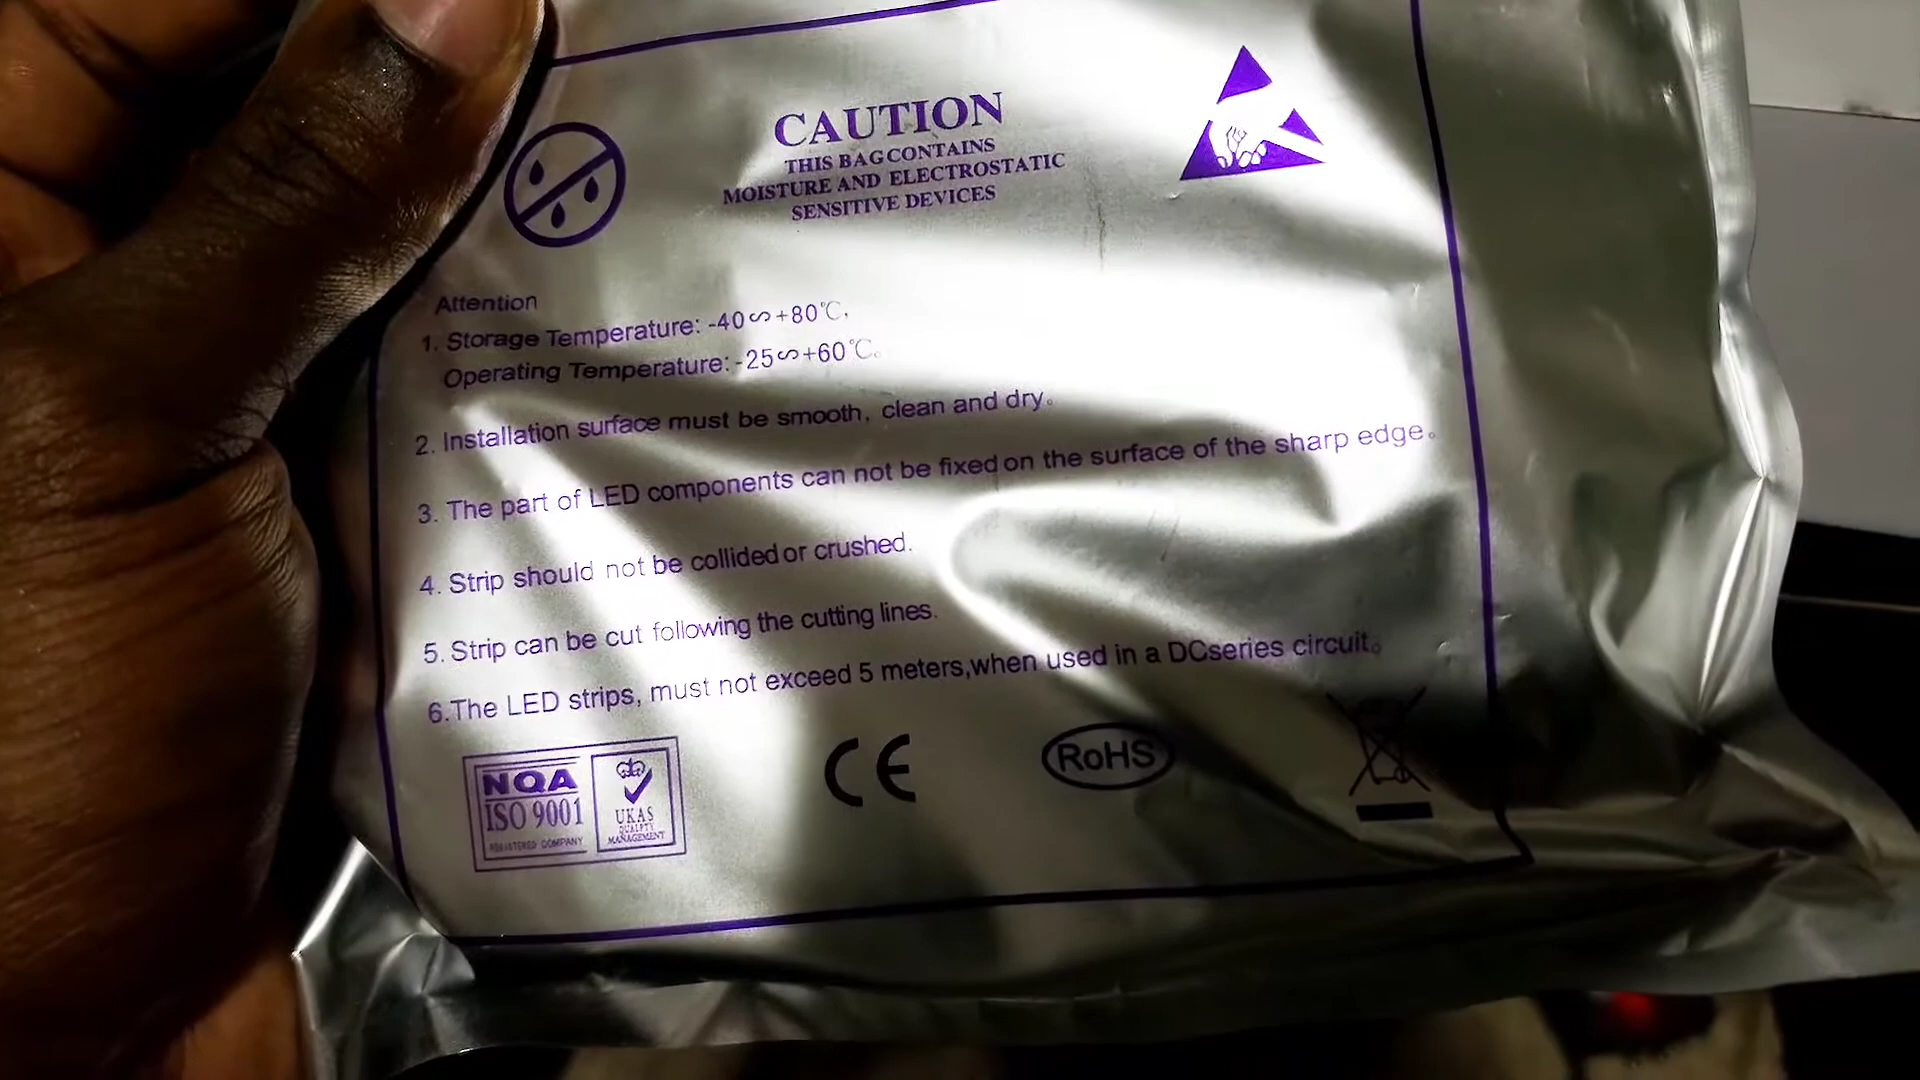 CAUTION
THIS BAGCONTAINS
MOISTURE AND ELECTROSTATIC
SENSITIVE DEVICES
Attention
1. Storage Temperature: -40∽+80℃,
Operating Temperature: -25∽+60℃。
2. Installation surface must be smooth, clean and dry。
3. The part of LED components can not be fixed on the surface of the sharp edge。
4. Strip should not be collided or crushed.
5. Strip can be cut following the cutting lines.
6.The LED strips, must not exceed 5 meters,when used in a DCseries circuit。
NQA
ISO 9001
REGISTERED COMPANY
UKAS
QUALITY
MANAGEMENT
CE
RoHS